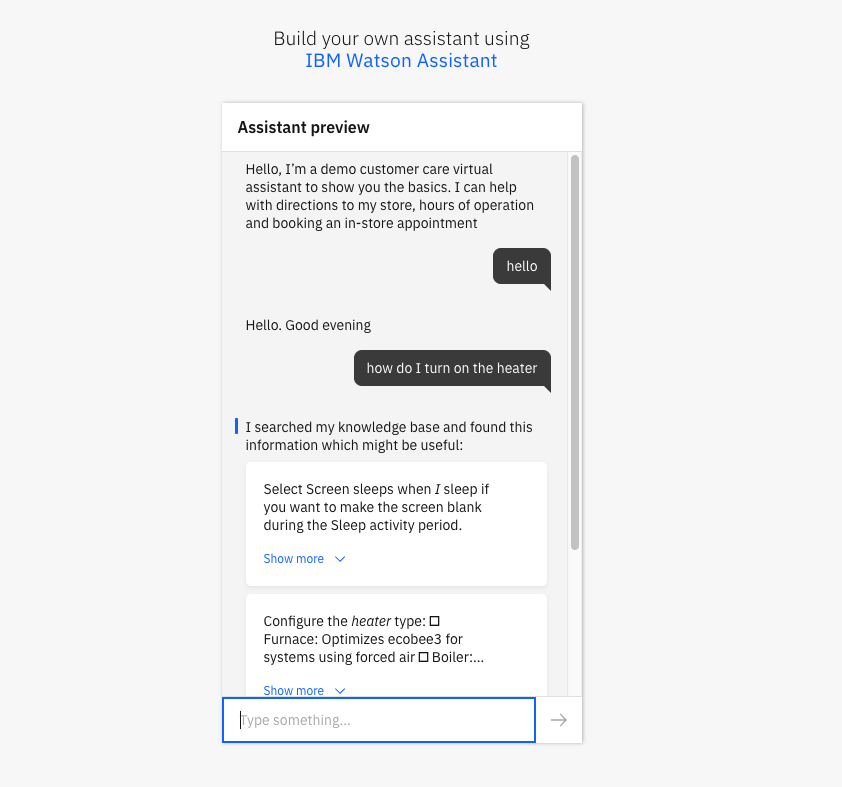 Build your own assistant using
IBM Watson Assistant
Assistant preview
Hello, I’m a demo customer care virtual
assistant to show you the basics. I can help
with directions to my store, hours of operation
and booking an in-store appointment
hello
Hello. Good evening
how do I turn on the heater
I searched my knowledge base and found this
information which might be useful:
Select Screen sleeps when I sleep if
you want to make the screen blank
during the Sleep activity period.
Show more
Configure the heater type: □
Furnace: Optimizes ecobee3 for
systems using forced air □ Boiler:...
Show more
Type something...